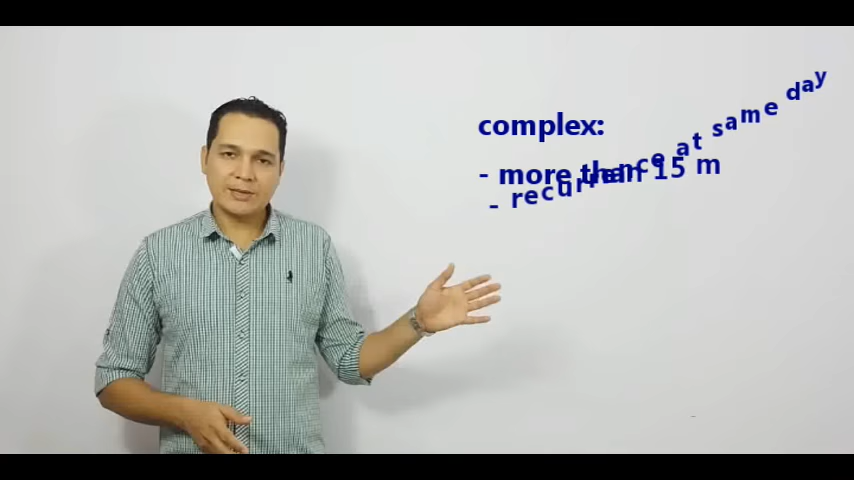 complex:
- more than 15 m
- recurrence at same day